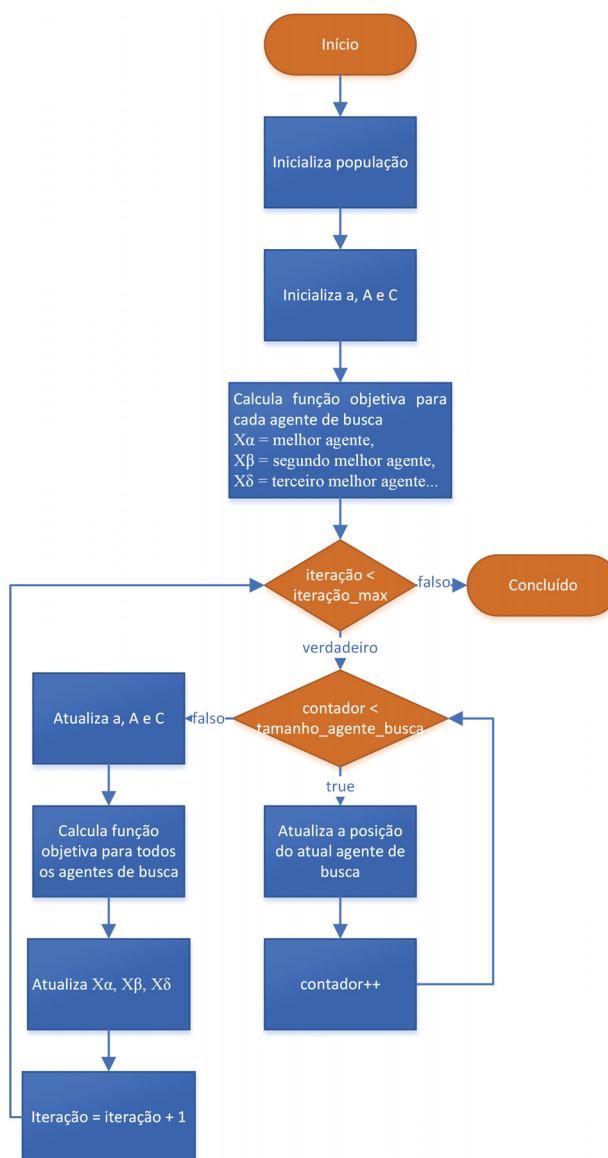 Início
Inicializa população
Inicializa a, A e C
Calcula função objetiva para
cada agente de busca
Xα = melhor agente,
Xβ = segundo melhor agente,
Xδ = terceiro melhor agente...
iteração <
iteração_max
falso
Concluído
verdadeiro
contador <
tamanho_agente_busca
falso
Atualiza a, A e C
true
Calcula função
objetiva para todos
os agentes de busca
Atualiza a posição
do atual agente de
busca
Atualiza Xα, Xβ, Xδ
contador++
Iteração = iteração + 1